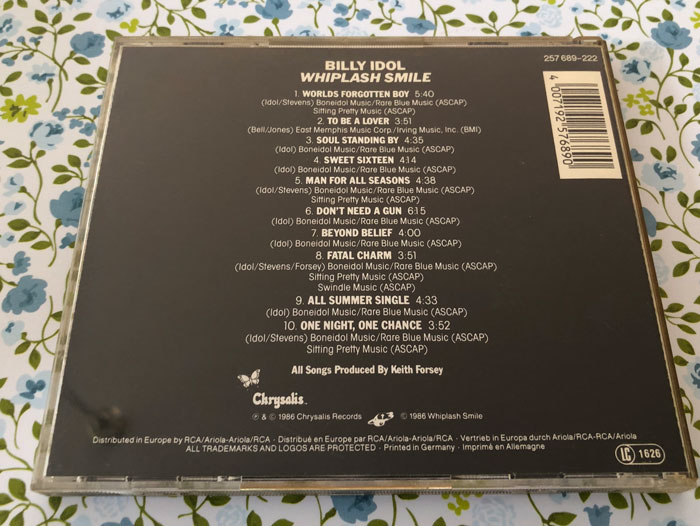 BILLY IDOL
WHIPLASH SMILE
257 689-222
4 007192 576890
1. WORLDS FORGOTTEN BOY 5:40
(Idol/Stevens) Boneidol Music/Rare Blue Music (ASCAP)
Sitting Pretty Music (ASCAP)
2. TO BE A LOVER 3:51
(Bell/Jones) East Memphis Music Corp/Irving Music, Inc. (BMI)
3. SOUL STANDING BY 4:35
(Idol) Boneidol Music/Rare Blue Music (ASCAP)
4. SWEET SIXTEEN 4:14
(Idol) Boneidol Music/Rare Blue Music (ASCAP)
5. MAN FOR ALL SEASONS 4:38
(Idol/Stevens) Boneidol Music/Rare Blue Music (ASCAP)
Sitting Pretty Music (ASCAP)
6. DON'T NEED A GUN 6:15
(Idol) Boneidol Music/Rare Blue Music (ASCAP)
7. BEYOND BELIEF 4:00
(Idol) Boneidol Music/Rare Blue Music (ASCAP)
8. FATAL CHARM 3:51
(Idol/Stevens/Forsey) Boneidol Music/Rare Blue Music (ASCAP)
Sitting Pretty Music (ASCAP)
Swindle Music (ASCAP)
9. ALL SUMMER SINGLE 4:33
(Idol) Boneidol Music/Rare Blue Music (ASCAP)
10. ONE NIGHT, ONE CHANCE 3:52
(Idol/Stevens) Boneidol Music/Rare Blue Music (ASCAP)
Sitting Pretty Music (ASCAP)
All Songs Produced By Keith Forsey
Chrysalis
℗ & © 1986 Chrysalis Records © 1986 Whiplash Smile
Distributed in Europe by RCA/Ariola-Ariola/RCA · Distribué en Europe par RCA/Ariola-Ariola/RCA · Vertrieb in Europa durch Ariola/RCA-RCA/Ariola
ALL TRADEMARKS AND LOGOS ARE PROTECTED · Printed in Germany · Imprimé en Allemagne
LC 1626